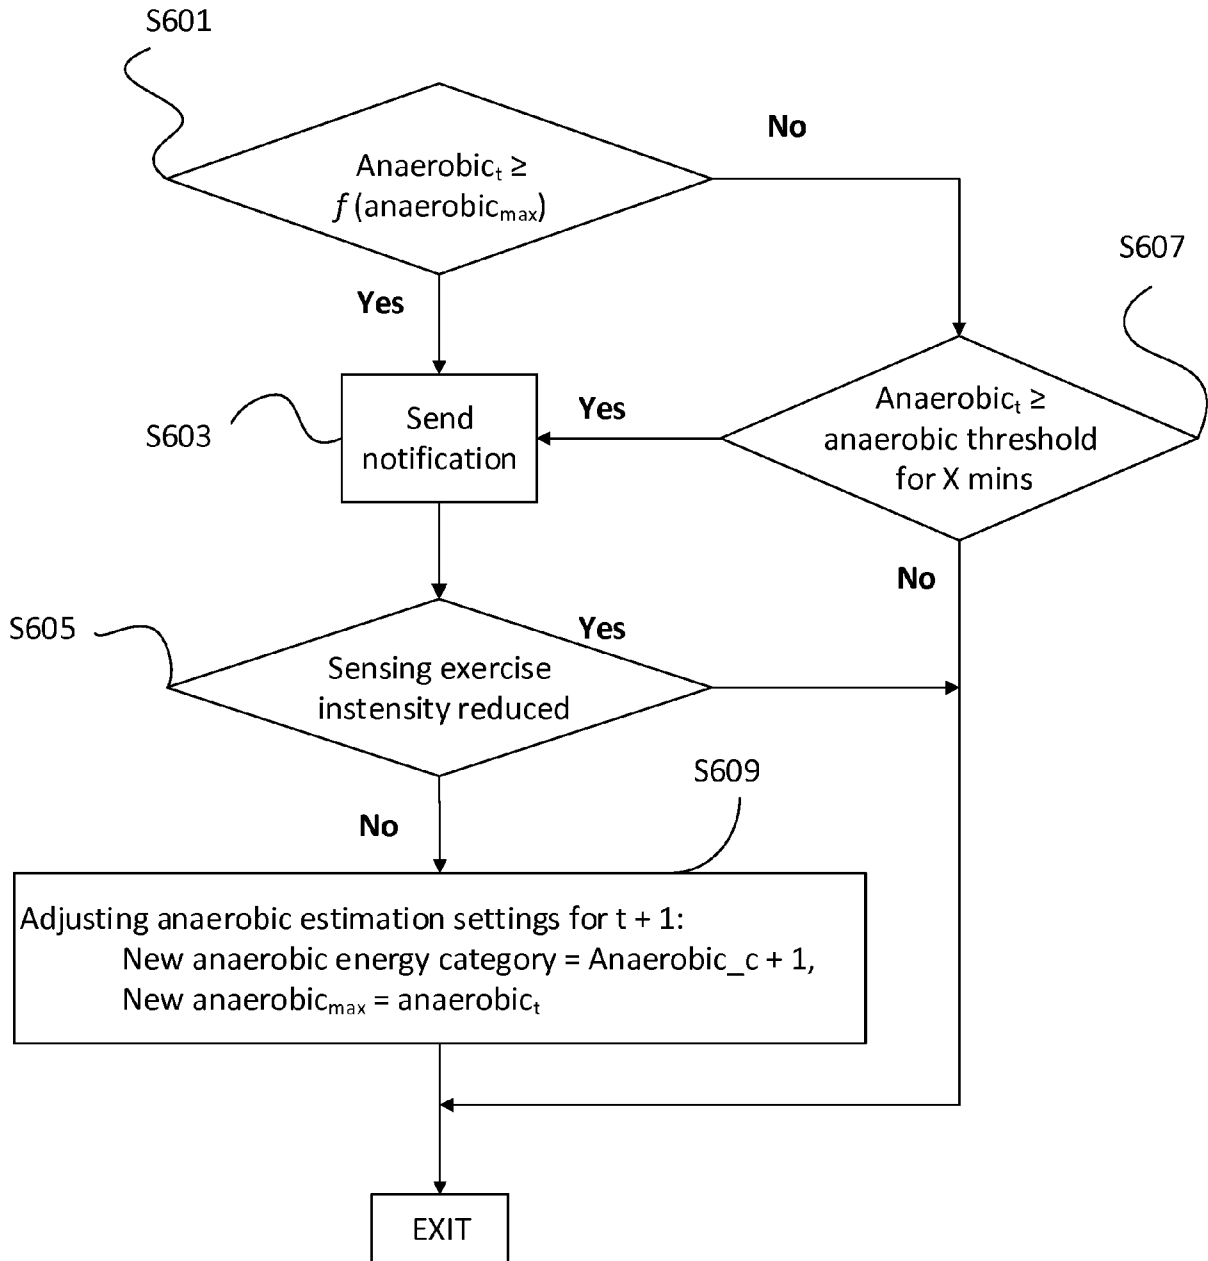 S601
No
Anaerobicₜ ≥
f (anaerobicₘₐₓ)
S607
Yes
Send
notification
Yes
Anaerobicₜ ≥
anaerobic threshold
for X mins
S603
No
S605
Yes
Sensing exercise
instensity reduced
S609
No
Adjusting anaerobic estimation settings for t + 1:
New anaerobic energy category = Anaerobic_c + 1,
New anaerobicₘₐₓ = anaerobicₜ
EXIT